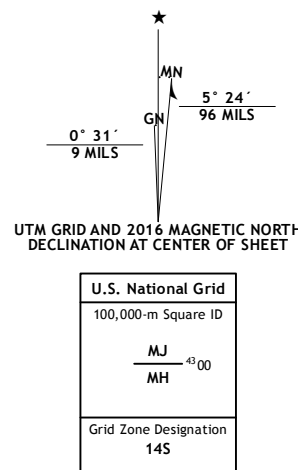 ★
MN
5° 24´
96 MILS
GN
0° 31´
9 MILS
UTM GRID AND 2016 MAGNETIC NORTH
DECLINATION AT CENTER OF SHEET
U.S. National Grid
100,000-m Square ID
MJ
4300
MH
Grid Zone Designation
14S